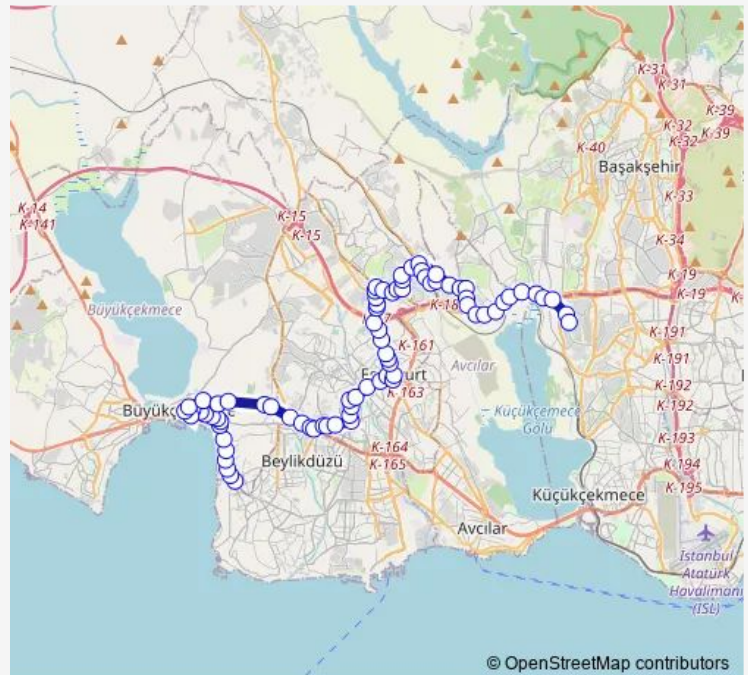 K-31
K-31
K-39
K-32
K-39
K-32
K-40
Başakşehir
K-33
K-14
K-141
K-15
K-15
K-34
K-19
K-19
K-18
Büyükçekmece
K-161
K-191
Avcılar
K-191
K-163
K-192
Küçükçemece
Gölü
K-192
K-193
K-164
K-165
Beylikdüzü
K-194
K-195
Küçükçekmece
Avcılar
İstanbul
Atatürk
Havalimanı
(ISL)
© OpenStreetMap contributors